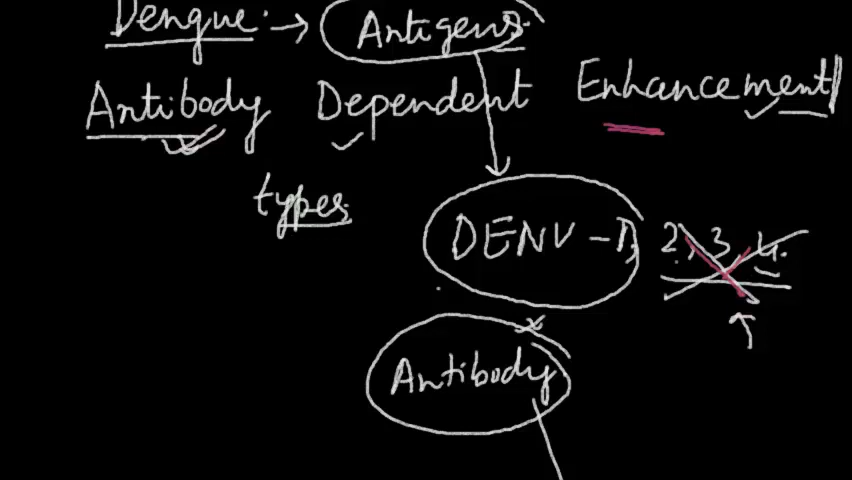 Dengue. → Antigens.
Antibody Dependent Enhancement
types
DENV - 1, 2, 3, 4.
Antibody